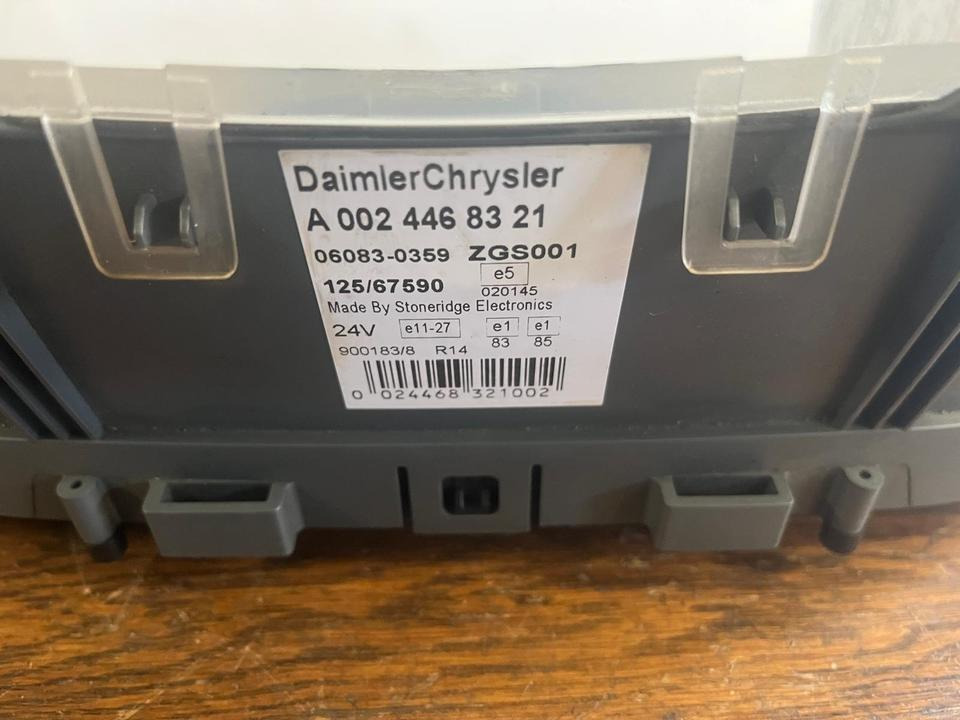 DaimlerChrysler
A 002 446 83 21
06083-0359 ZGS001
e5
125/67590 020145
Made By Stoneridge Electronics
24V e11-27 e1 e1
83 85
900183/8 R14
0 024468 321002